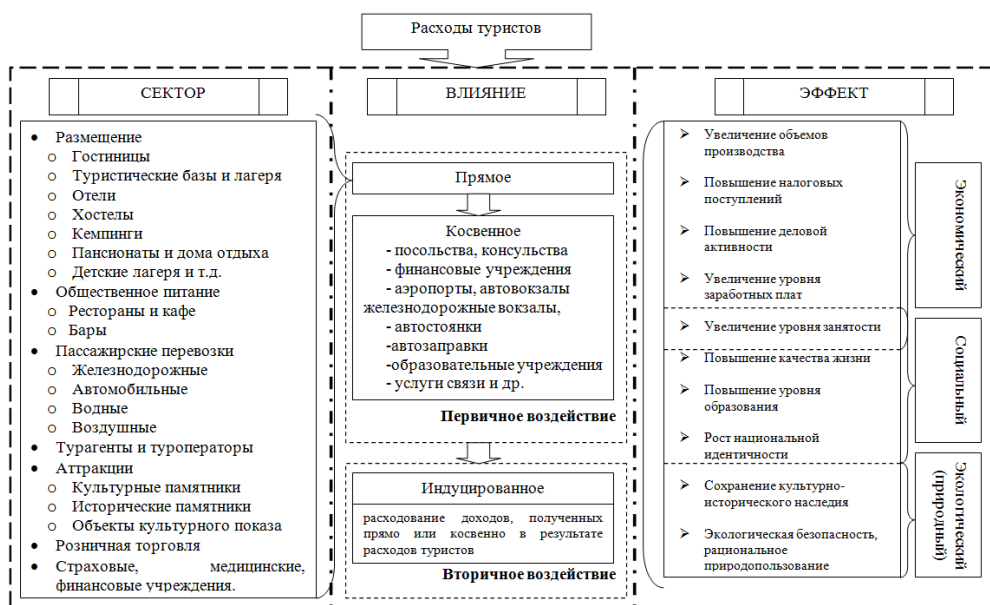 Расходы туристов
СЕКТОР
Размещение
Гостиницы
Туристические базы и лагеря
Отели
Хостелы
Кемпинги
Пансионаты и дома отдыха
Детские лагеря и т.д.
Общественное питание
Рестораны и кафе
Бары
Пассажирские перевозки
Железнодорожные
Автомобильные
Водные
Воздушные
Турагенты и туроператоры
Аттракции
Культурные памятники
Исторические памятники
Объекты культурного показа
Розничная торговля
Страховые, медицинские,
финансовые учреждения.
ВЛИЯНИЕ
Прямое
Косвенное
- посольства, консульства
- финансовые учреждения
- аэропорты, автовокзалы
железнодорожные вокзалы,
- автостоянки
-автозаправки
-образовательные учреждения
- услуги связи и др.
Первичное воздействие
Индуцированное
расходование доходов, полученных
прямо или косвенно в результате
расходов туристов
Вторичное воздействие
ЭФФЕКТ
Увеличение объемов
производства
Повышение налоговых
поступлений
Повышение деловой
активности
Увеличение уровня
заработных плат
Увеличение уровня занятости
Повышение качества жизни
Повышение уровня
образования
Рост национальной
идентичности
Сохранение культурно-
исторического наследия
Экологическая безопасность,
рациональное
природопользование
Экономический
Социальный
Экологический
(природный)